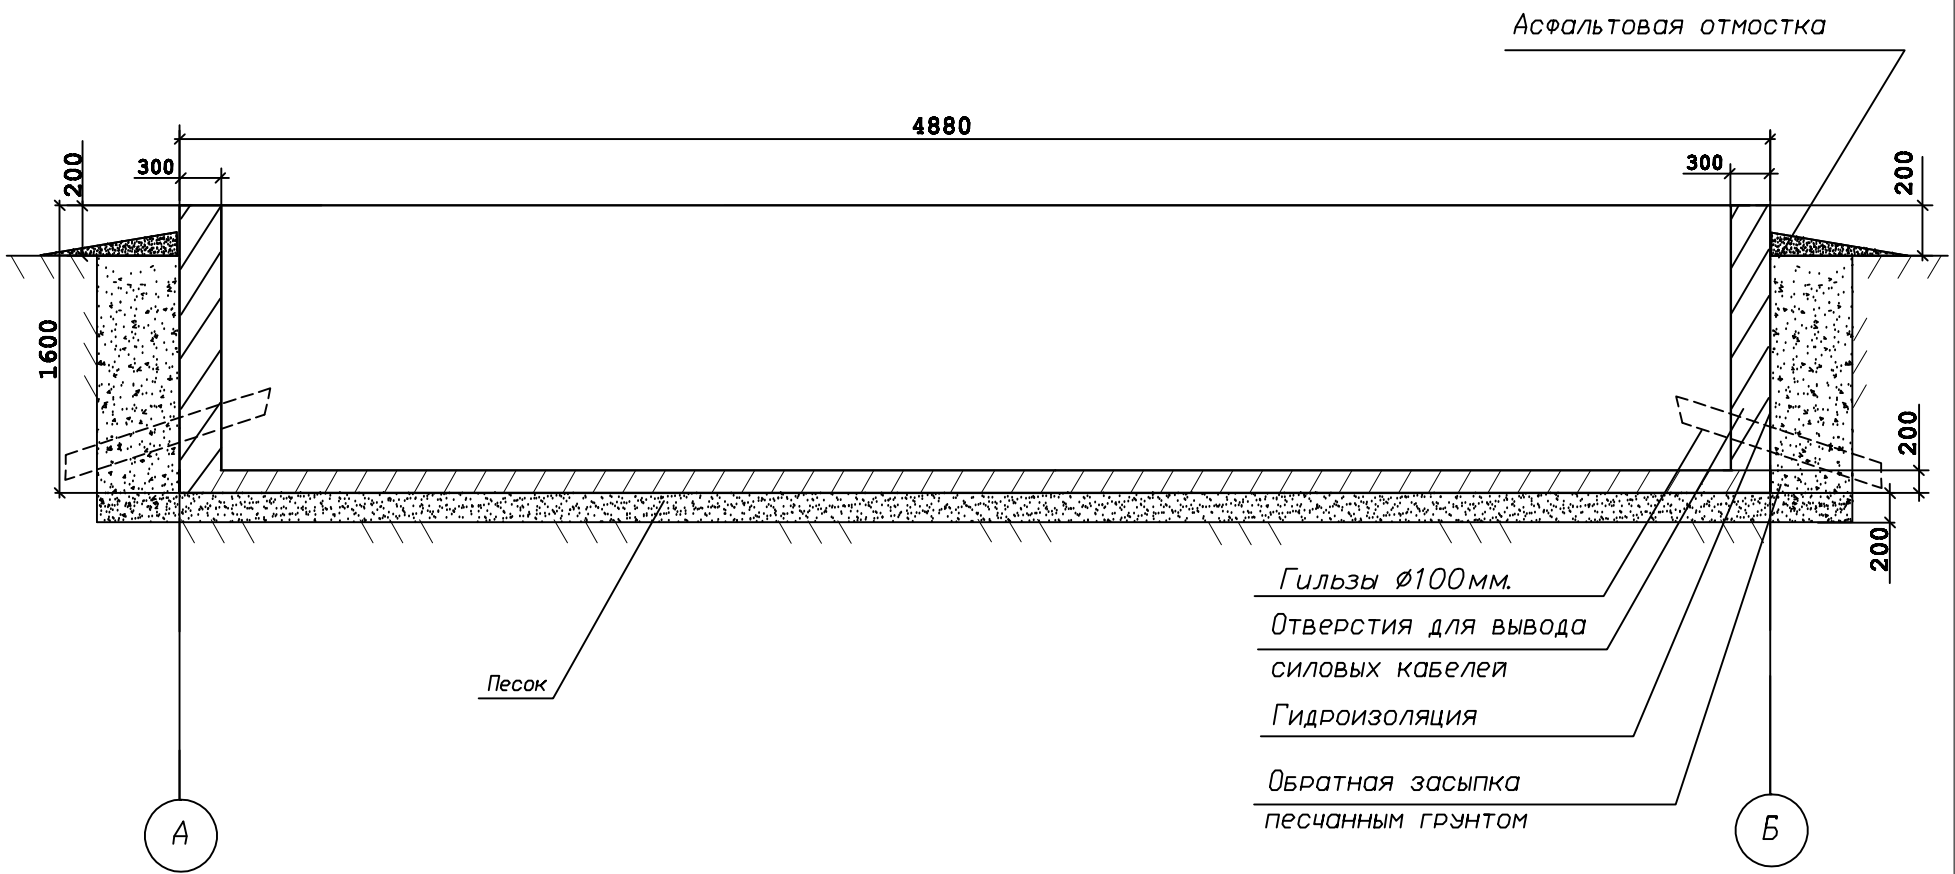 Асфальтовая отмостка
4880
200
300
300
200
1600
200
200
Гильзы ø100мм.
Отверстия для вывода
силовых кабелей
Песок
Гидроизоляция
Обратная засыпка
песчанным грунтом
А
Б